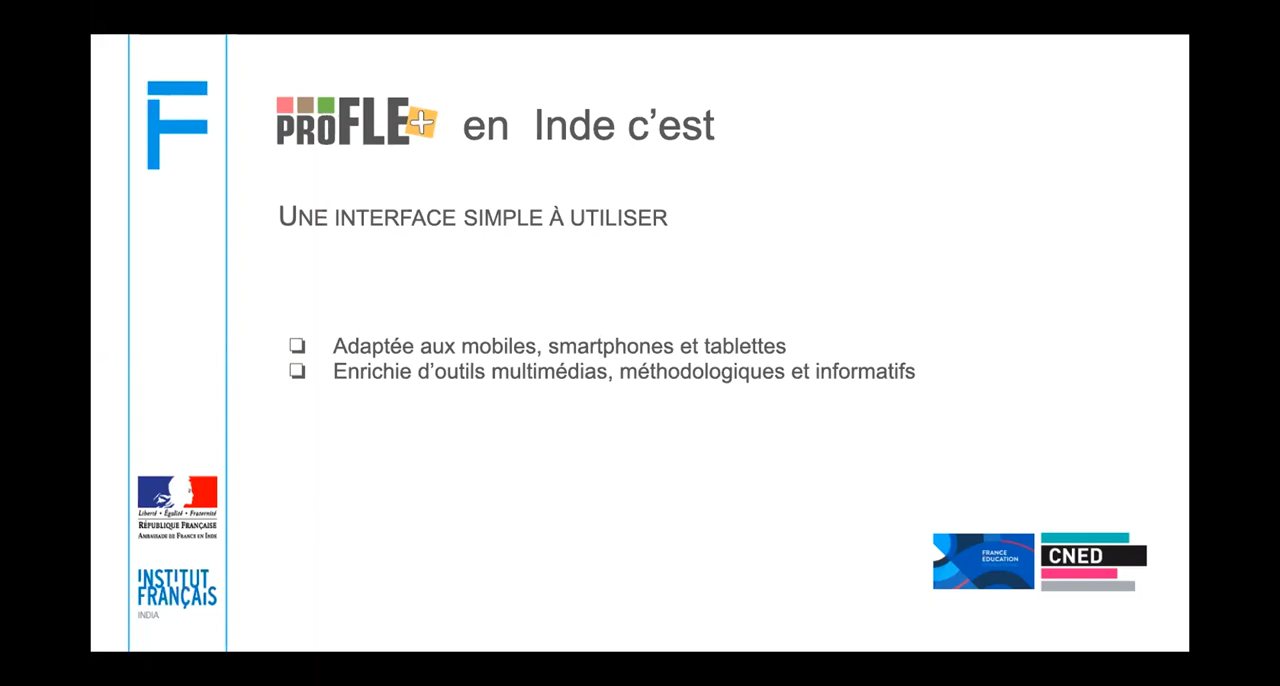 PROFLE+ en Inde c'est
UNE INTERFACE SIMPLE À UTILISER
❏ Adaptée aux mobiles, smartphones et tablettes
❏ Enrichie d'outils multimédias, méthodologiques et informatifs
Liberté • Égalité • Fraternité
RÉPUBLIQUE FRANÇAISE
AMBASSADE DE FRANCE EN INDE
INSTITUT
FRANÇAIS
INDIA
FRANCE
ÉDUCATION
CNED